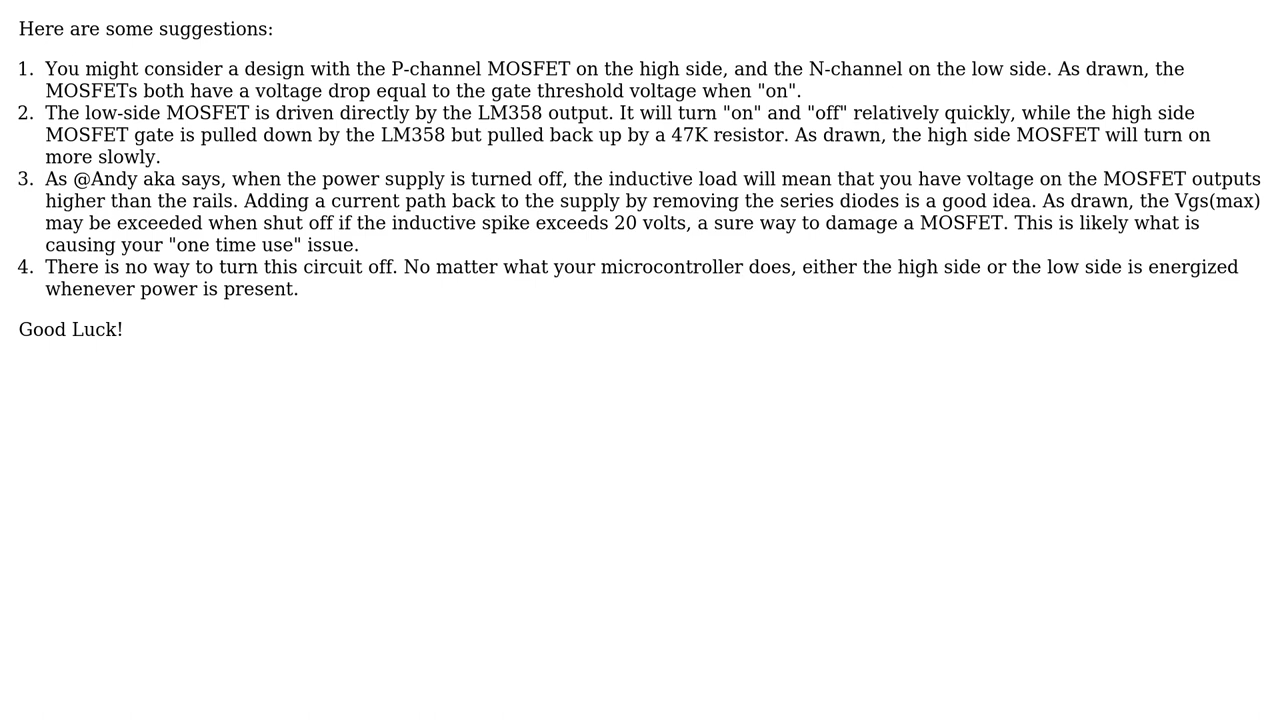 Here are some suggestions:
1. You might consider a design with the P-channel MOSFET on the high side, and the N-channel on the low side. As drawn, the
MOSFETs both have a voltage drop equal to the gate threshold voltage when "on".
2. The low-side MOSFET is driven directly by the LM358 output. It will turn "on" and "off" relatively quickly, while the high side
MOSFET gate is pulled down by the LM358 but pulled back up by a 47K resistor. As drawn, the high side MOSFET will turn on
more slowly.
3. As @Andy aka says, when the power supply is turned off, the inductive load will mean that you have voltage on the MOSFET outputs
higher than the rails. Adding a current path back to the supply by removing the series diodes is a good idea. As drawn, the Vgs(max)
may be exceeded when shut off if the inductive spike exceeds 20 volts, a sure way to damage a MOSFET. This is likely what is
causing your "one time use" issue.
4. There is no way to turn this circuit off. No matter what your microcontroller does, either the high side or the low side is energized
whenever power is present.
Good Luck!